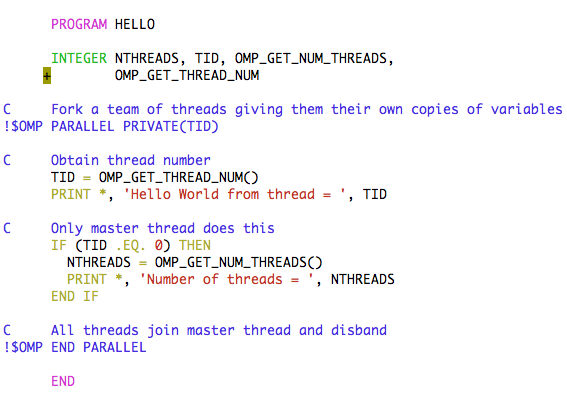 PROGRAM HELLO

      INTEGER NTHREADS, TID, OMP_GET_NUM_THREADS,
     +        OMP_GET_THREAD_NUM

C     Fork a team of threads giving them their own copies of variables
!$OMP PARALLEL PRIVATE(TID)

C     Obtain thread number
      TID = OMP_GET_THREAD_NUM()
      PRINT *, 'Hello World from thread = ', TID

C     Only master thread does this
      IF (TID .EQ. 0) THEN
        NTHREADS = OMP_GET_NUM_THREADS()
        PRINT *, 'Number of threads = ', NTHREADS
      END IF

C     All threads join master thread and disband
!$OMP END PARALLEL

      END